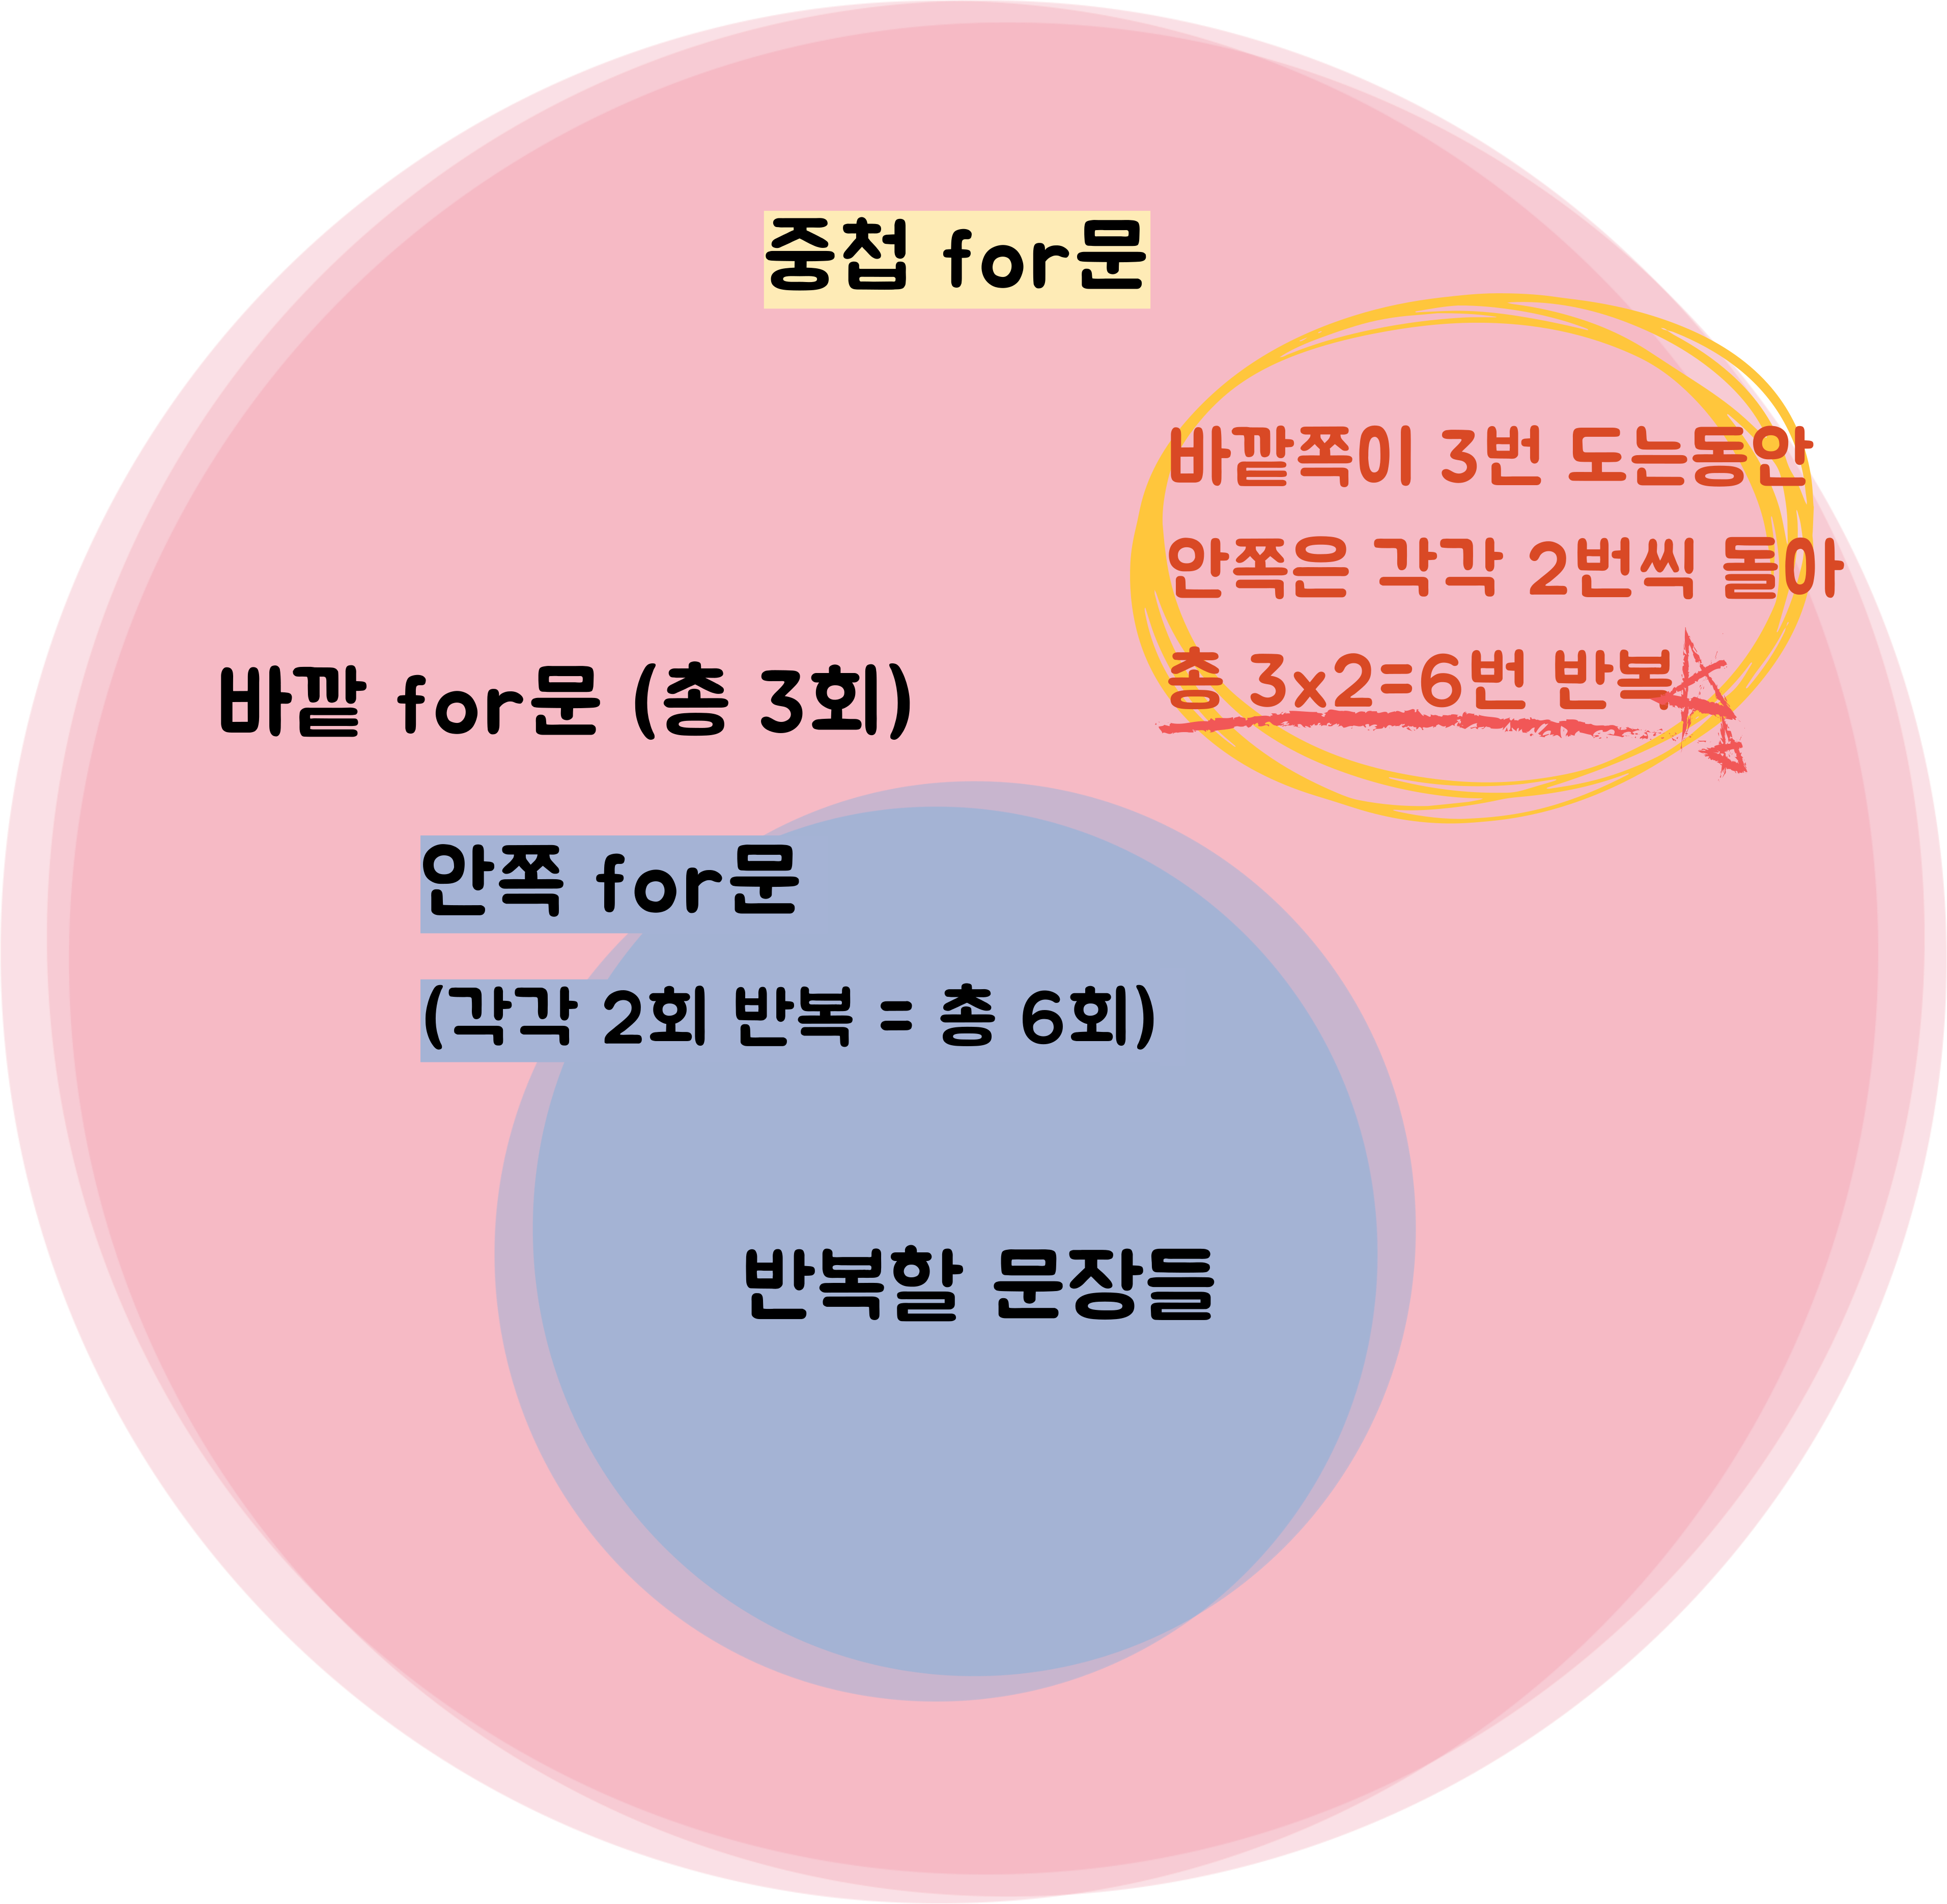 중첩 for문
바깥쪽이 3번 도는동안
안쪽은 각각 2번씩 돌아
총 3x2=6번 반복
바깥 for문 (총 3회)
안쪽 for문
(각각 2회 반복 = 총 6회)
반복할 문장들